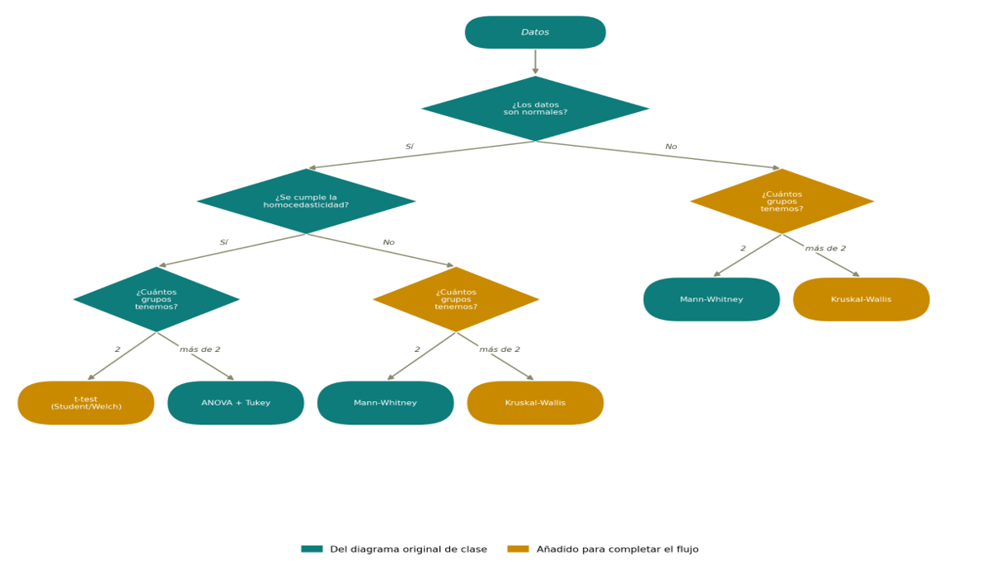 Datos
¿Los datos
son normales?
Sí
No
¿Se cumple la
homocedasticidad?
¿Cuántos
grupos
tenemos?
Sí
No
2
más de 2
¿Cuántos
grupos
tenemos?
¿Cuántos
grupos
tenemos?
Mann-Whitney
Kruskal-Wallis
2
más de 2
2
más de 2
t-test
(Student/Welch)
ANOVA + Tukey
Mann-Whitney
Kruskal-Wallis
Del diagrama original de clase
Añadido para completar el flujo